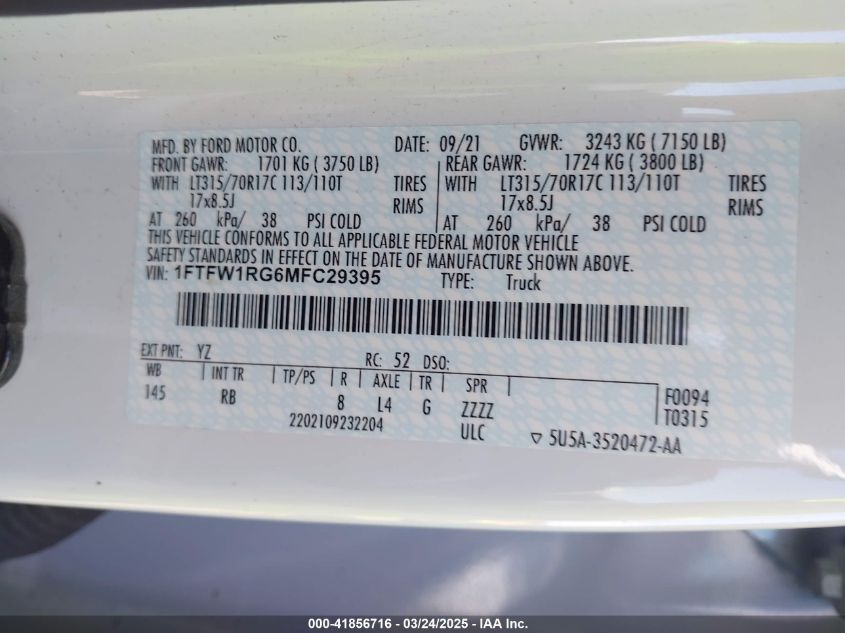 MFD. BY FORD MOTOR CO. DATE: 09/21 GVWR: 3243 KG ( 7150 LB)
FRONT GAWR: 1701 KG ( 3750 LB) REAR GAWR: 1724 KG ( 3800 LB)
WITH LT315/70R17C 113/110T TIRES WITH LT315/70R17C 113/110T TIRES
17x8.5J RIMS 17x8.5J RIMS
AT 260 kPa/ 38 PSI COLD AT 260 kPa/ 38 PSI COLD
THIS VEHICLE CONFORMS TO ALL APPLICABLE FEDERAL MOTOR VEHICLE
SAFETY STANDARDS IN EFFECT ON THE DATE OF MANUFACTURE SHOWN ABOVE.
VIN: 1FTFW1RG6MFC29395 TYPE: Truck
EXT PNT: YZ RC: 52 DSO:
WB INT TR TP/PS R AXLE TR SPR
145 RB 8 L4 G ZZZZ
F0094
T0315
2202109232204 ULC ▽ 5U5A-3520472-AA
000-41856716 / 03/24/2025 / IAA Inc.